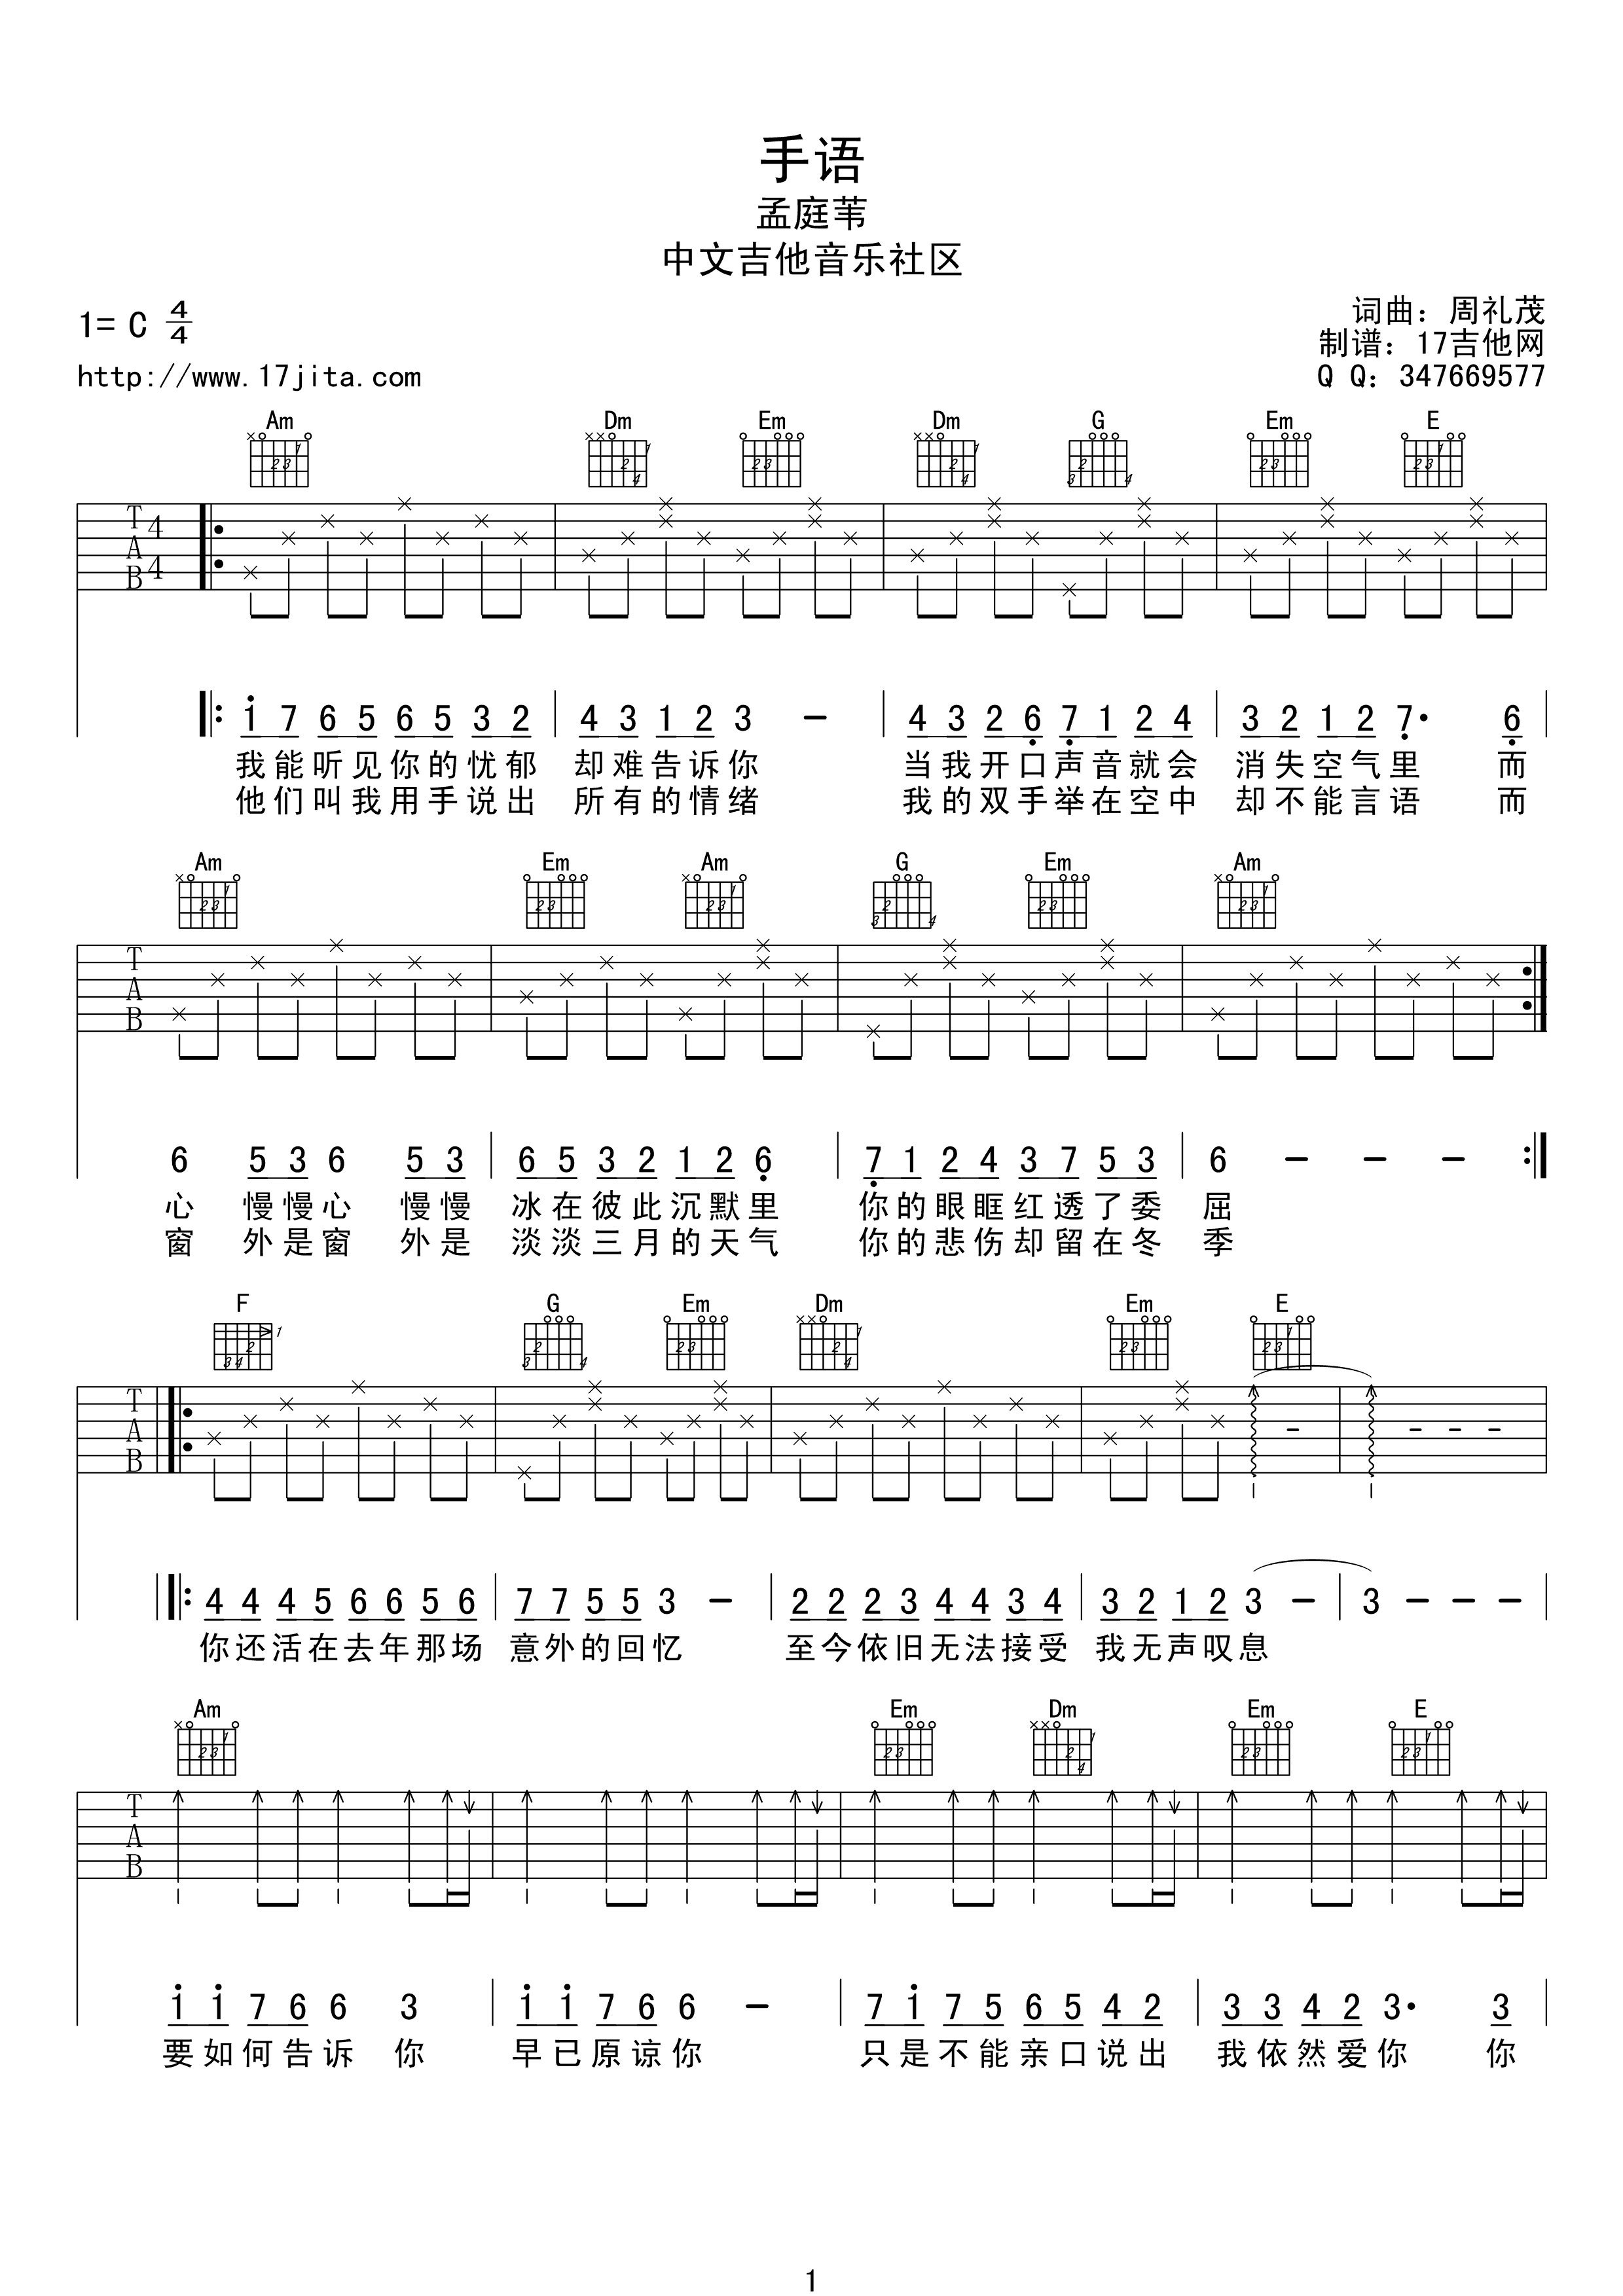 手语
孟庭苇
中文吉他音乐社区
1= C 4/4
词曲：周礼茂
制谱：17吉他网
http://www.17jita.com
Q Q：347669577
Am Dm Em Dm G Em E
T A B 4 4
1 7 6 5 6 5 3 2 4 3 1 2 3 − 4 3 2 6 7 1 2 4 3 2 1 2 7· 6
我能听见你的忧郁 却难告诉你 当我开口声音就会 消失空气里 而
他们叫我用手说出 所有的情绪 我的双手举在空中 却不能言语 而
Am Em Am G Em Am
T A B
6 5 3 6 5 3 6 5 3 2 1 2 6 7 1 2 4 3 7 5 3 6 − − −
心 慢慢心 慢慢 冰在彼此沉默里 你的眼眶红透了委 屈
窗 外是窗 外是 淡淡三月的天气 你的悲伤却留在冬 季
F G Em Dm Em E
T A B
4 4 4 5 6 6 5 6 7 7 5 5 3 − 2 2 2 3 4 4 3 4 3 2 1 2 3 − 3 − − −
你还活在去年那场 意外的回忆 至今依旧无法接受 我无声叹息
Am Em Dm Em E
T A B
1 1 7 6 6 3 1 1 7 6 6 − 7 1 7 5 6 5 4 2 3 3 4 2 3· 3
要如何告诉 你 早已原谅你 只是不能亲口说出 我依然爱你 你
1